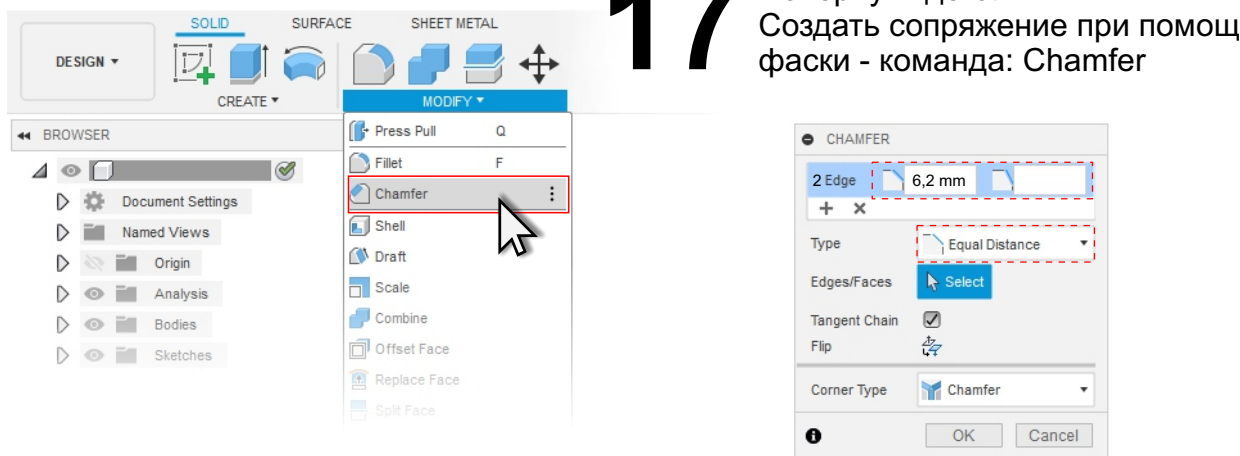 SOLID SURFACE SHEET METAL
DESIGN
CREATE MODIFY
17
Создать сопряжение при помощ
фаски - команда: Chamfer
BROWSER
Document Settings
Named Views
Origin
Analysis
Bodies
Sketches
Press Pull Q
Fillet F
Chamfer
Shell
Draft
Scale
Combine
Offset Face
Replace Face
Split Face
CHAMFER
2 Edge 6,2 mm
Type Equal Distance
Edges/Faces Select
Tangent Chain
Flip
Corner Type Chamfer
OK Cancel